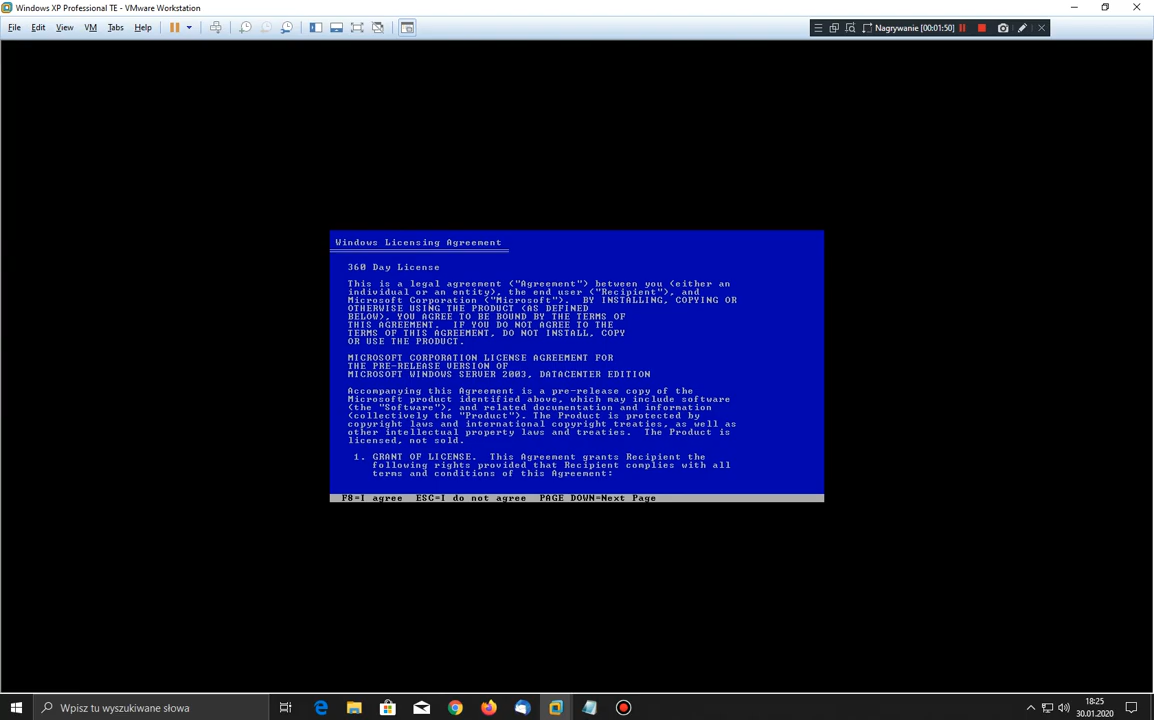 Windows XP Professional TE - VMware Workstation
File Edit View VM Tabs Help
Nagrywanie [00:01:50]
Windows Licensing Agreement
360 Day License
This is a legal agreement ("Agreement") between you (either an
individual or an entity), the end user ("Recipient"), and
Microsoft Corporation ("Microsoft"). BY INSTALLING, COPYING OR
OTHERWISE USING THE PRODUCT (AS DEFINED
BELOW), YOU AGREE TO BE BOUND BY THE TERMS OF
THIS AGREEMENT. IF YOU DO NOT AGREE TO THE
TERMS OF THIS AGREEMENT, DO NOT INSTALL, COPY
OR USE THE PRODUCT.
MICROSOFT CORPORATION LICENSE AGREEMENT FOR
THE PRE-RELEASE VERSION OF
MICROSOFT WINDOWS SERVER 2003, DATACENTER EDITION
Accompanying this Agreement is a pre-release copy of the
Microsoft product identified above, which may include software
(the "Software"), and related documentation and information
(collectively the "Product"). The Product is protected by
copyright laws and international copyright treaties, as well as
other intellectual property laws and treaties. The Product is
licensed, not sold.
1. GRANT OF LICENSE. This Agreement grants Recipient the
following rights provided that Recipient complies with all
terms and conditions of this Agreement:
F8=I agree ESC=I do not agree PAGE DOWN=Next Page
Wpisz tu wyszukiwane słowa
18:25
30.01.2020